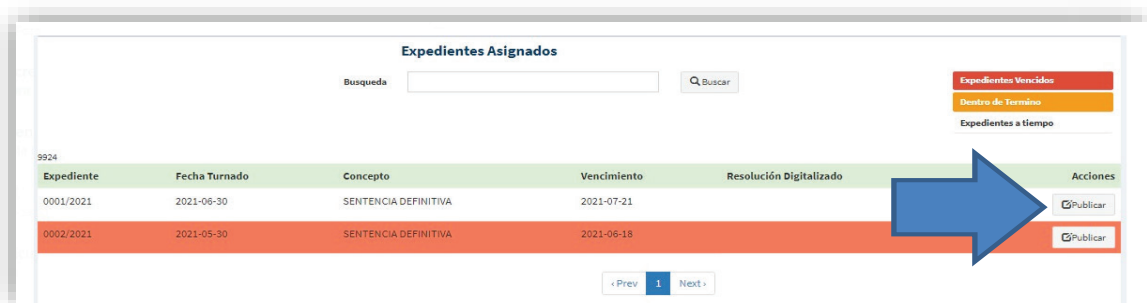 Expedientes Asignados
Busqueda Buscar
Expedientes Vencidos
Dentro de Termino
Expedientes a tiempo
9924
Expediente Fecha Turnado Concepto Vencimiento Resolución Digitalizado Acciones
0001/2021 2021-06-30 SENTENCIA DEFINITIVA 2021-07-21 Publicar
0002/2021 2021-05-30 SENTENCIA DEFINITIVA 2021-06-18 Publicar
‹ Prev 1 Next ›